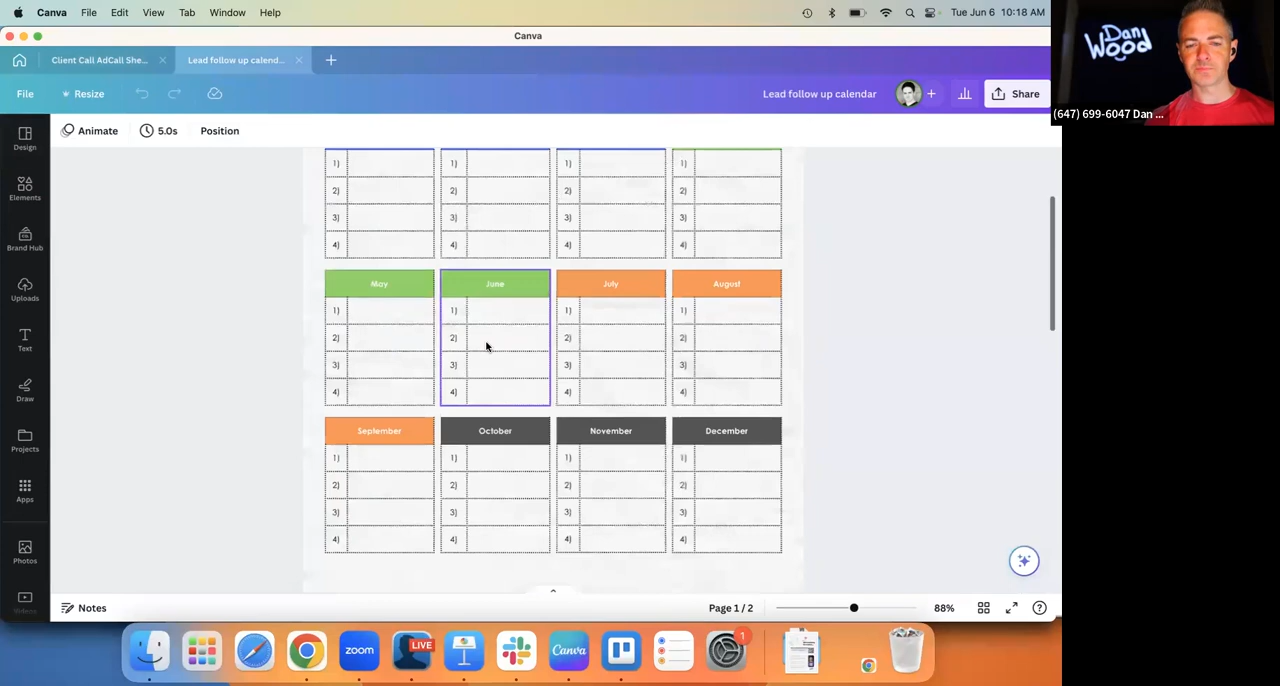 Canva File Edit View Tab Window Help Tue Jun 6 10:18 AM
Canva
Client Call AdCall She... Lead follow up calend...
File Resize Lead follow up calendar Share
Animate 5.0s Position
Dan Wood
(647) 699-6047 Dan ...
Design
Elements
Brand Hub
Uploads
Text
Draw
Projects
Apps
Photos
Videos
1) 1) 1) 1)
2) 2) 2) 2)
3) 3) 3) 3)
4) 4) 4) 4)
May June July August
1) 1) 1) 1)
2) 2) 2) 2)
3) 3) 3) 3)
4) 4) 4) 4)
September October November December
1) 1) 1) 1)
2) 2) 2) 2)
3) 3) 3) 3)
4) 4) 4) 4)
Notes Page 1 / 2 88%
zoom LIVE Canva 1